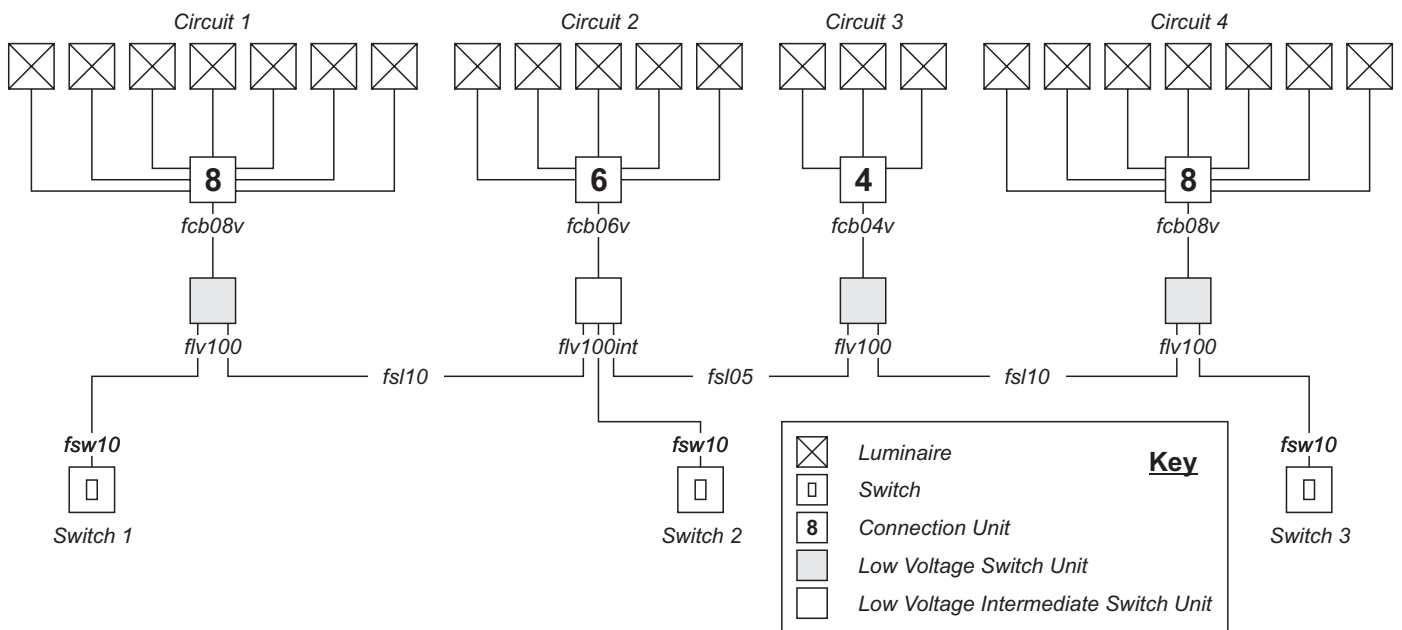 Circuit 1 Circuit 2 Circuit 3 Circuit 4
8 6 4 8
fcb08v fcb06v fcb04v fcb08v
flv100 flv100int flv100 flv100
fsl10 fsl05 fsl10
fsw10 fsw10 fsw10
Switch 1 Switch 2 Switch 3
Key
Luminaire
Switch
8 Connection Unit
Low Voltage Switch Unit
Low Voltage Intermediate Switch Unit